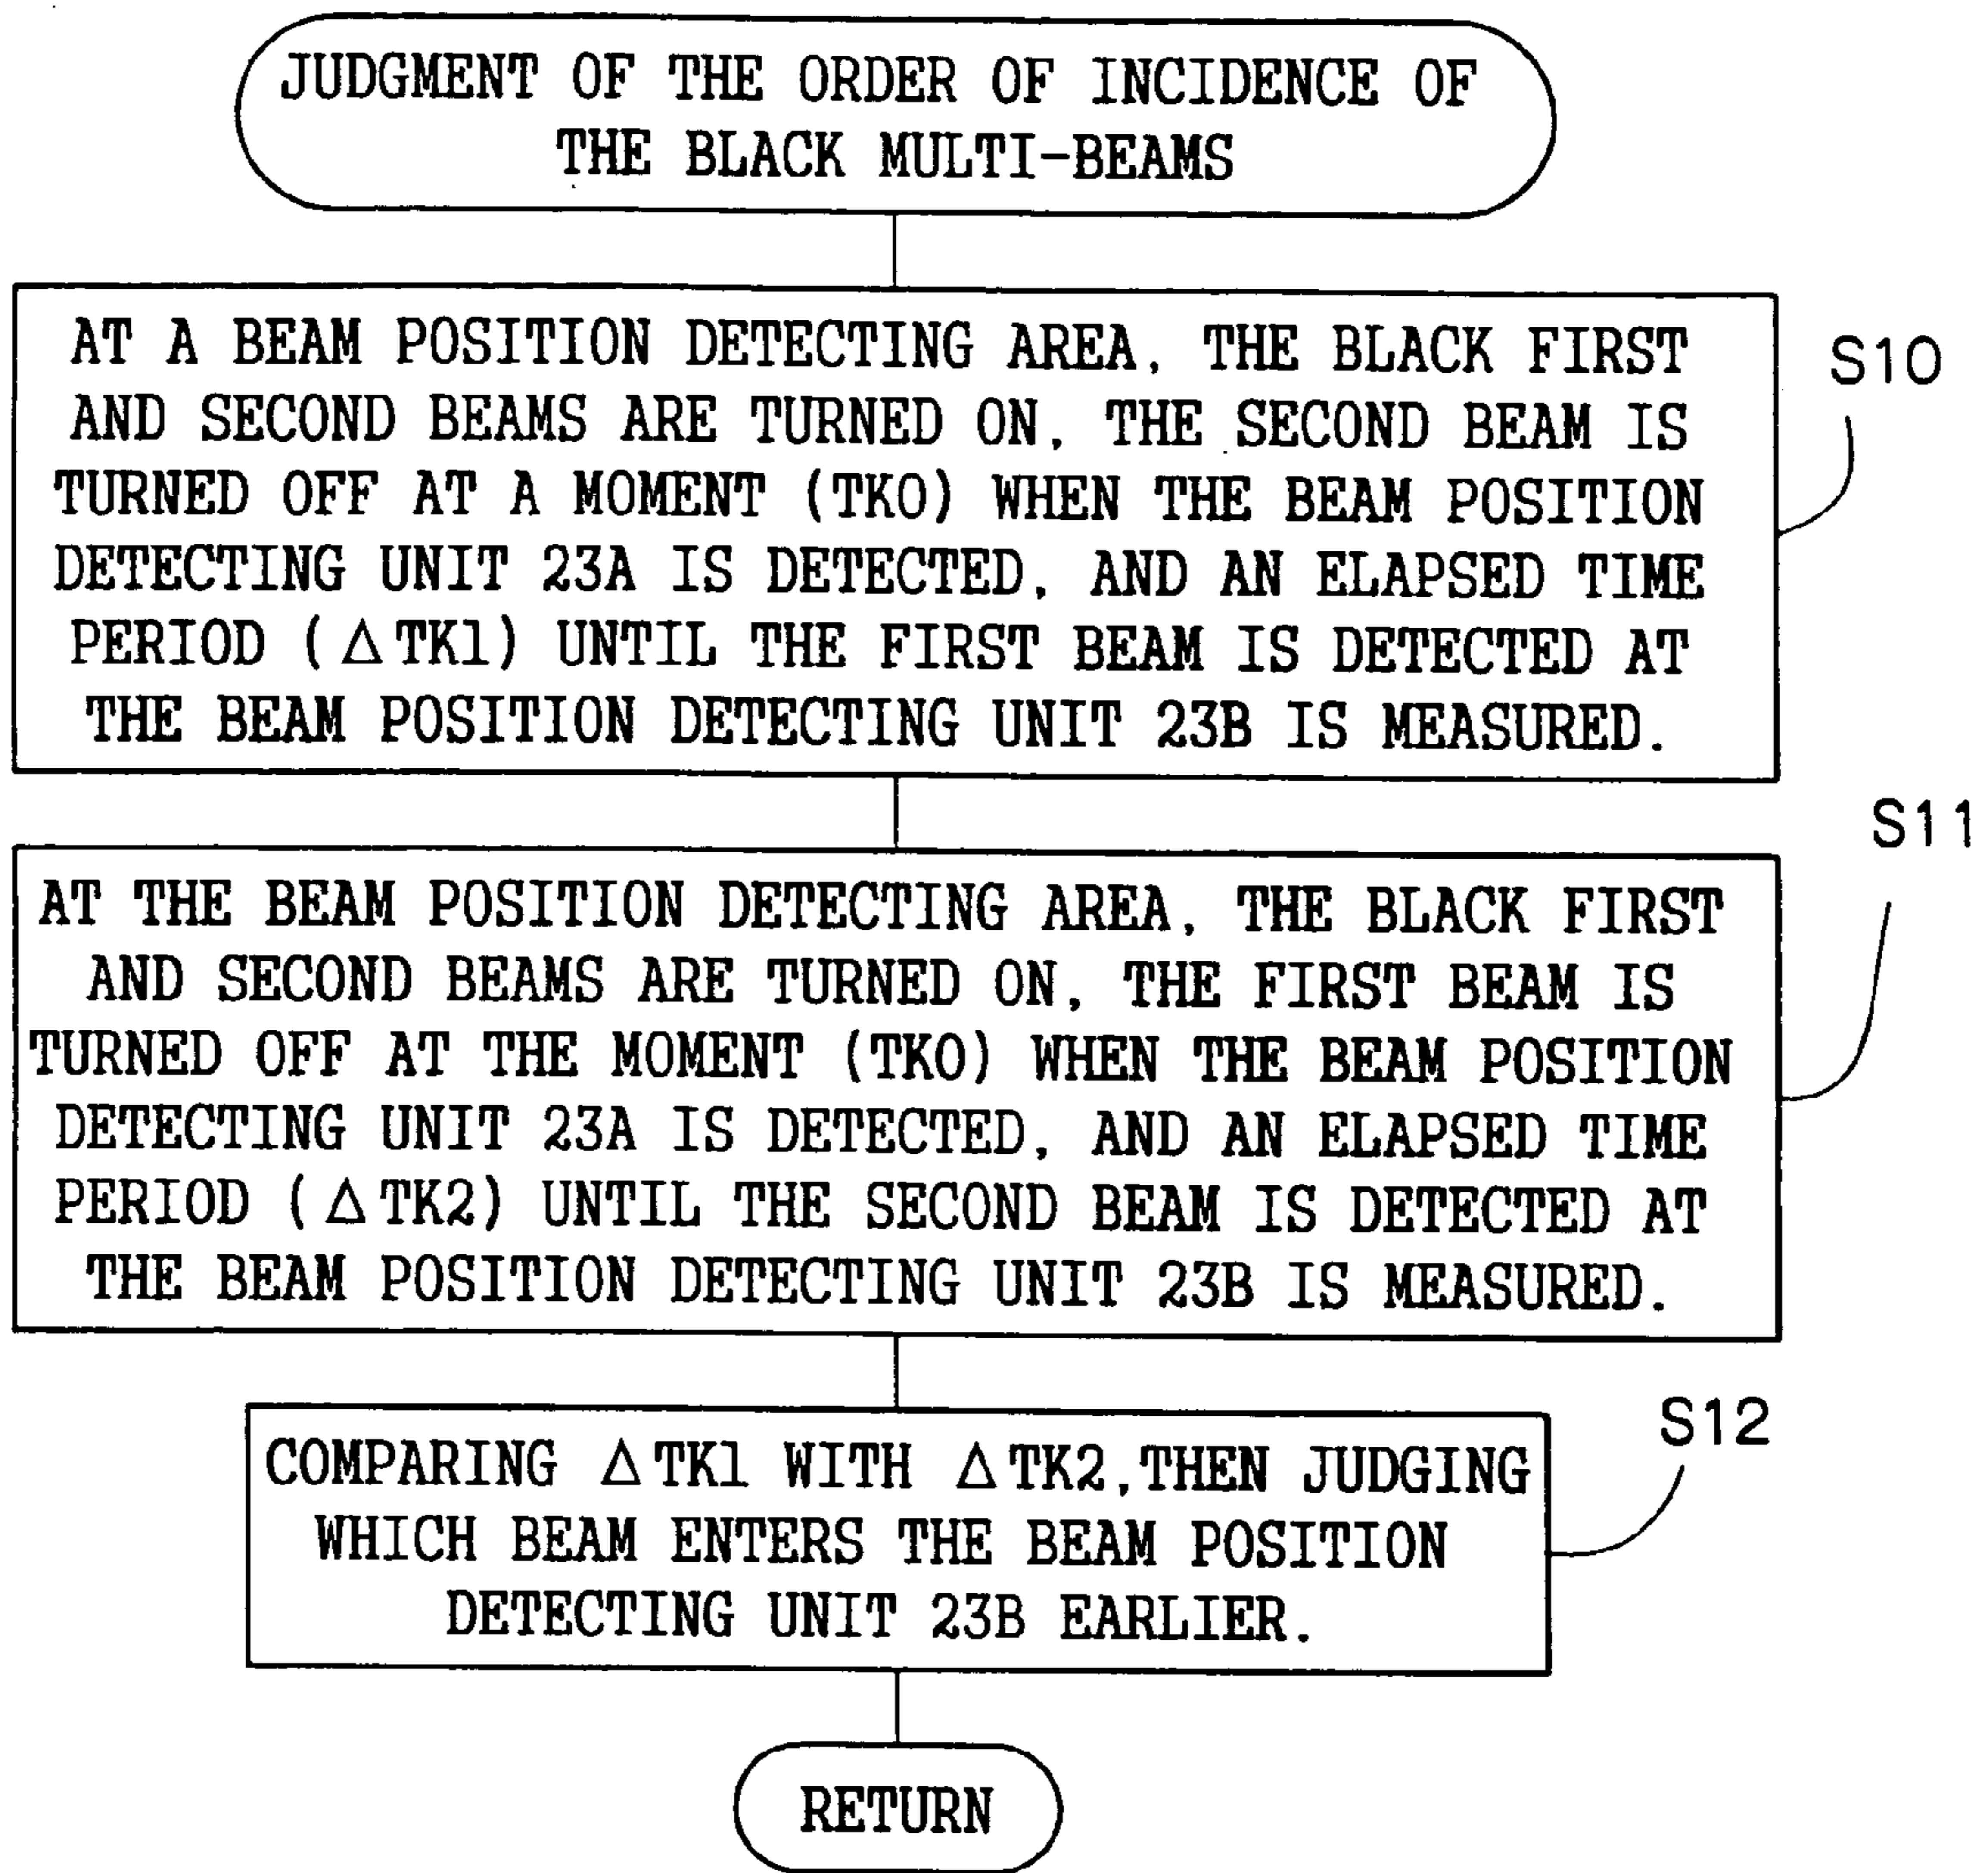 JUDGMENT OF THE ORDER OF INCIDENCE OF
THE BLACK MULTI-BEAMS
AT A BEAM POSITION DETECTING AREA, THE BLACK FIRST
AND SECOND BEAMS ARE TURNED ON, THE SECOND BEAM IS
TURNED OFF AT A MOMENT (TK0) WHEN THE BEAM POSITION
DETECTING UNIT 23A IS DETECTED, AND AN ELAPSED TIME
PERIOD (△TK1) UNTIL THE FIRST BEAM IS DETECTED AT
THE BEAM POSITION DETECTING UNIT 23B IS MEASURED.
S10
AT THE BEAM POSITION DETECTING AREA, THE BLACK FIRST
AND SECOND BEAMS ARE TURNED ON, THE FIRST BEAM IS
TURNED OFF AT THE MOMENT (TK0) WHEN THE BEAM POSITION
DETECTING UNIT 23A IS DETECTED, AND AN ELAPSED TIME
PERIOD (△TK2) UNTIL THE SECOND BEAM IS DETECTED AT
THE BEAM POSITION DETECTING UNIT 23B IS MEASURED.
S11
COMPARING △TK1 WITH △TK2,THEN JUDGING
WHICH BEAM ENTERS THE BEAM POSITION
DETECTING UNIT 23B EARLIER.
S12
RETURN